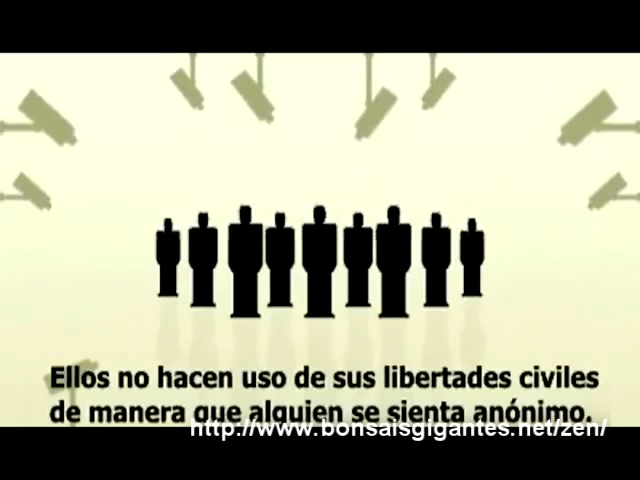 Ellos no hacen uso de sus libertades civiles
de manera que alguien se sienta anónimo.
http://www.bonsaisgigantes.net/zen/